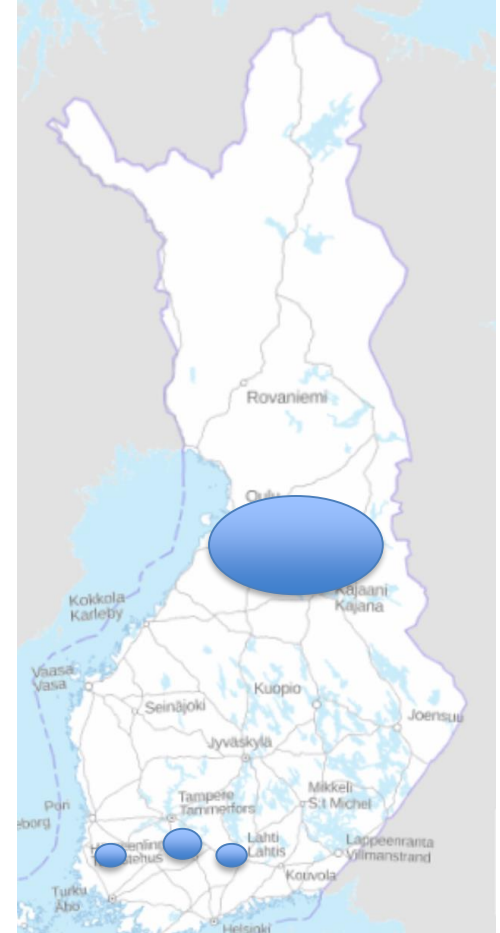 Rovaniemi
Oulu
Kajaani
Kajana
Kokkola
Karleby
Vaasa
Vasa
Kuopio
Seinäjoki
Joensuu
Jyväskylä
Mikkeli
S:t Michel
Tampere
Tammerfors
Pori
eborg
Lahti
Lahtis
Lappeenranta
Villmanstrand
Kouvola
Turku
Åbo
Helsinki